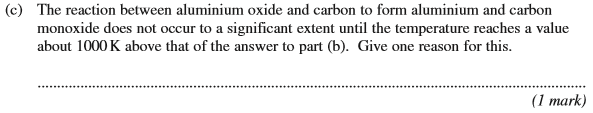 (c) The reaction between aluminium oxide and carbon to form aluminium and carbon
monoxide does not occur to a significant extent until the temperature reaches a value
about 1000 K above that of the answer to part (b). Give one reason for this.
................................................................................................................................................
(1 mark)